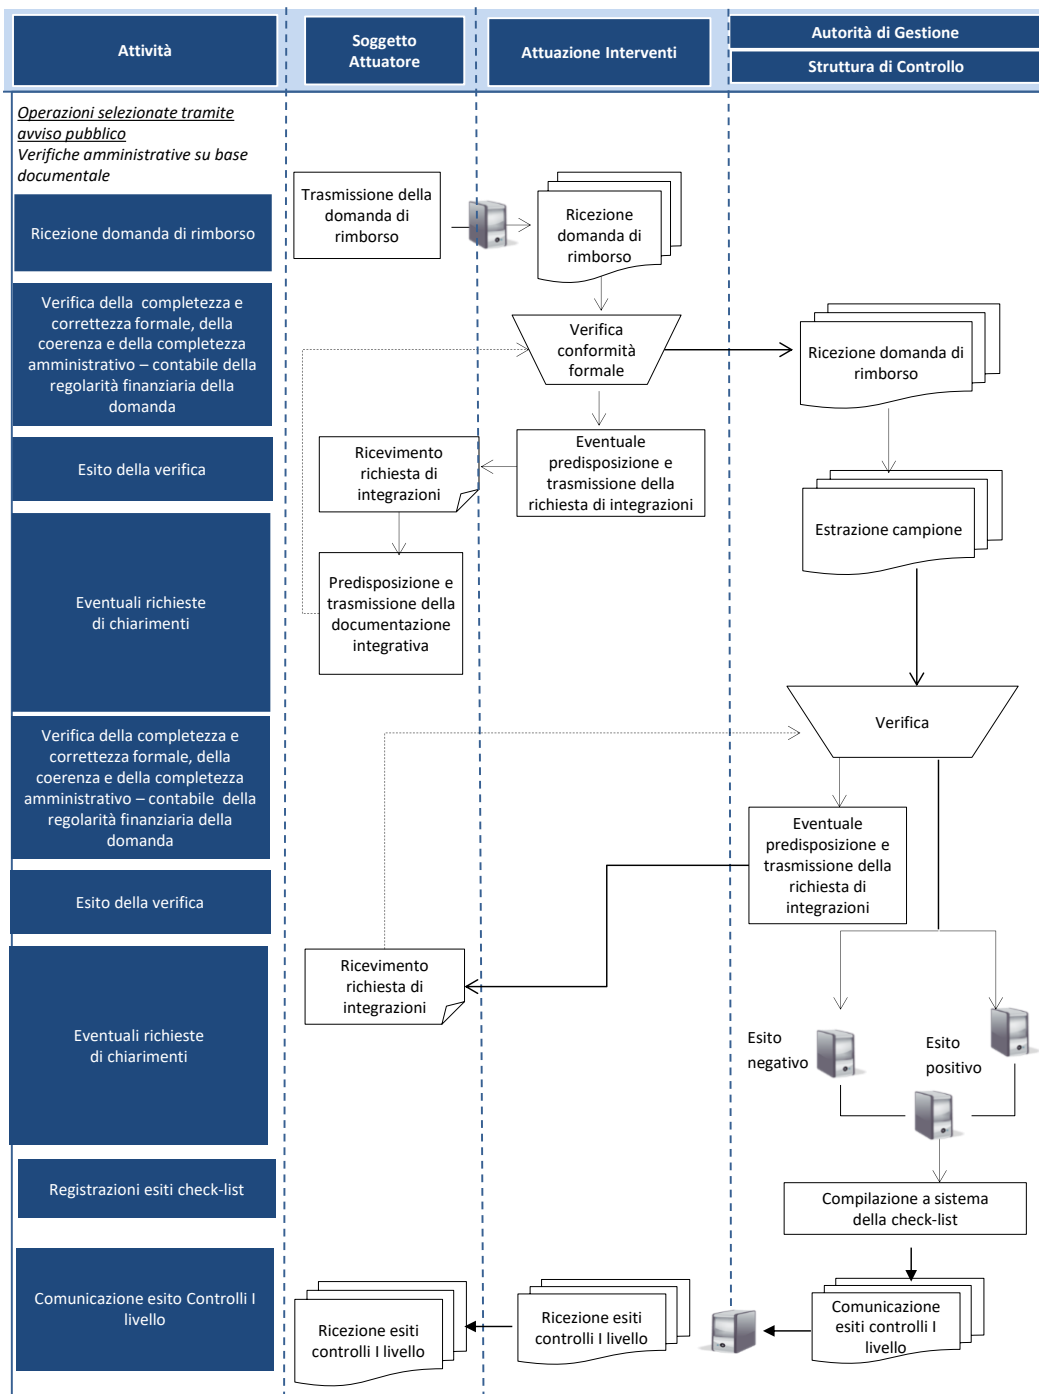 Attività
Soggetto
Attuatore
Attuazione Interventi
Autorità di Gestione
Struttura di Controllo
Operazioni selezionate tramite
avviso pubblico
Verifiche amministrative su base
documentale
Ricezione domanda di rimborso
Trasmissione della
domanda di
rimborso
Ricezione
domanda di
rimborso
Verifica della completezza e
correttezza formale, della
coerenza e della completezza
amministrativo – contabile della
regolarità finanziaria della
domanda
Verifica
conformità
formale
Ricezione domanda di
rimborso
Esito della verifica
Ricevimento
richiesta di
integrazioni
Eventuale
predisposizione e
trasmissione della
richiesta di integrazioni
Estrazione campione
Eventuali richieste
di chiarimenti
Predisposizione e
trasmissione della
documentazione
integrativa
Verifica
Verifica della completezza e
correttezza formale, della
coerenza e della completezza
amministrativo – contabile della
regolarità finanziaria della
domanda
Eventuale
predisposizione e
trasmissione della
richiesta di
integrazioni
Esito della verifica
Ricevimento
richiesta di
integrazioni
Eventuali richieste
di chiarimenti
Esito
negativo
Esito
positivo
Registrazioni esiti check-list
Compilazione a sistema
della check-list
Comunicazione esito Controlli I
livello
Ricezione esiti
controlli I livello
Ricezione esiti
controlli I livello
Comunicazione
esiti controlli I
livello